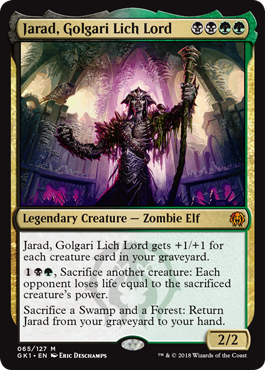 Jarad, Golgari Lich Lord
Legendary Creature — Zombie Elf
Jarad, Golgari Lich Lord gets +1/+1 for
each creature card in your graveyard.
1, Sacrifice another creature: Each
opponent loses life equal to the sacrificed
creature's power.
Sacrifice a Swamp and a Forest: Return
Jarad from your graveyard to your hand.
2/2
065/127 M
GK1 • EN Eric Deschamps
™ & © 2018 Wizards of the Coast